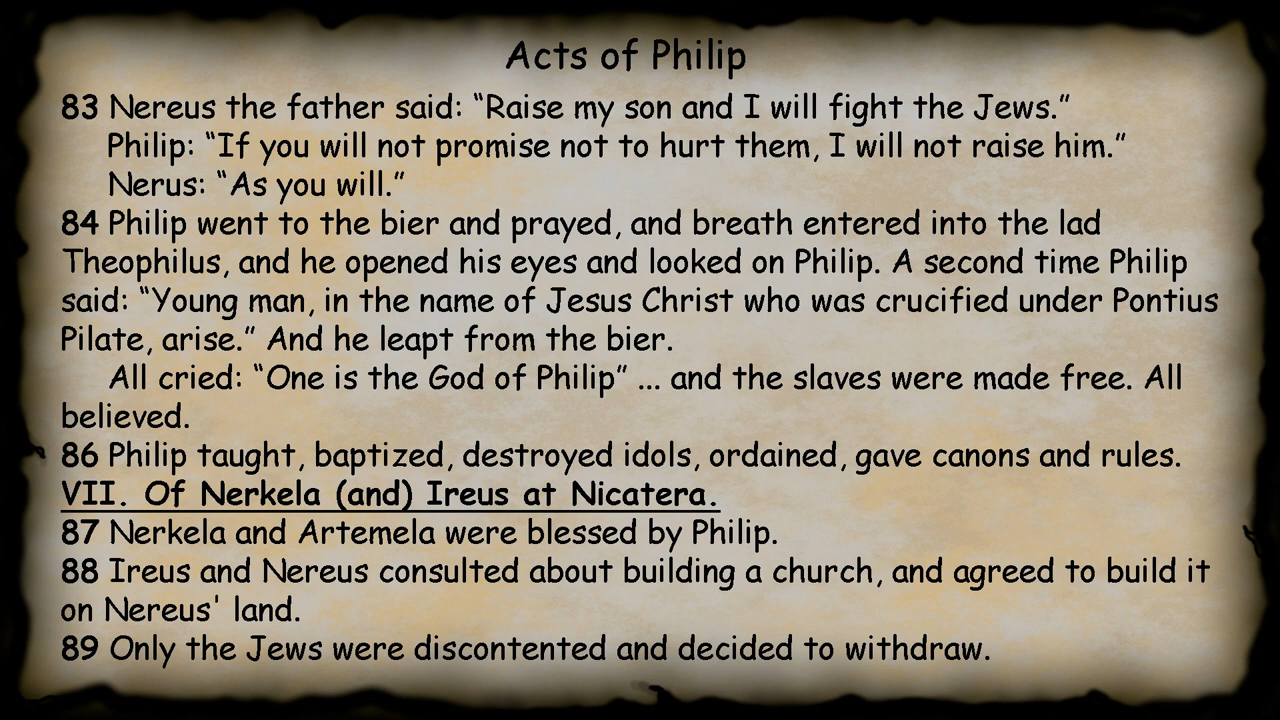 Acts of Philip
83 Nereus the father said: “Raise my son and I will fight the Jews.”
Philip: “If you will not promise not to hurt them, I will not raise him.”
Nerus: “As you will.”
84 Philip went to the bier and prayed, and breath entered into the lad
Theophilus, and he opened his eyes and looked on Philip. A second time Philip
said: “Young man, in the name of Jesus Christ who was crucified under Pontius
Pilate, arise.” And he leapt from the bier.
All cried: “One is the God of Philip” ... and the slaves were made free. All
believed.
86 Philip taught, baptized, destroyed idols, ordained, gave canons and rules.
VII. Of Nerkela (and) Ireus at Nicatera.
87 Nerkela and Artemela were blessed by Philip.
88 Ireus and Nereus consulted about building a church, and agreed to build it
on Nereus' land.
89 Only the Jews were discontented and decided to withdraw.